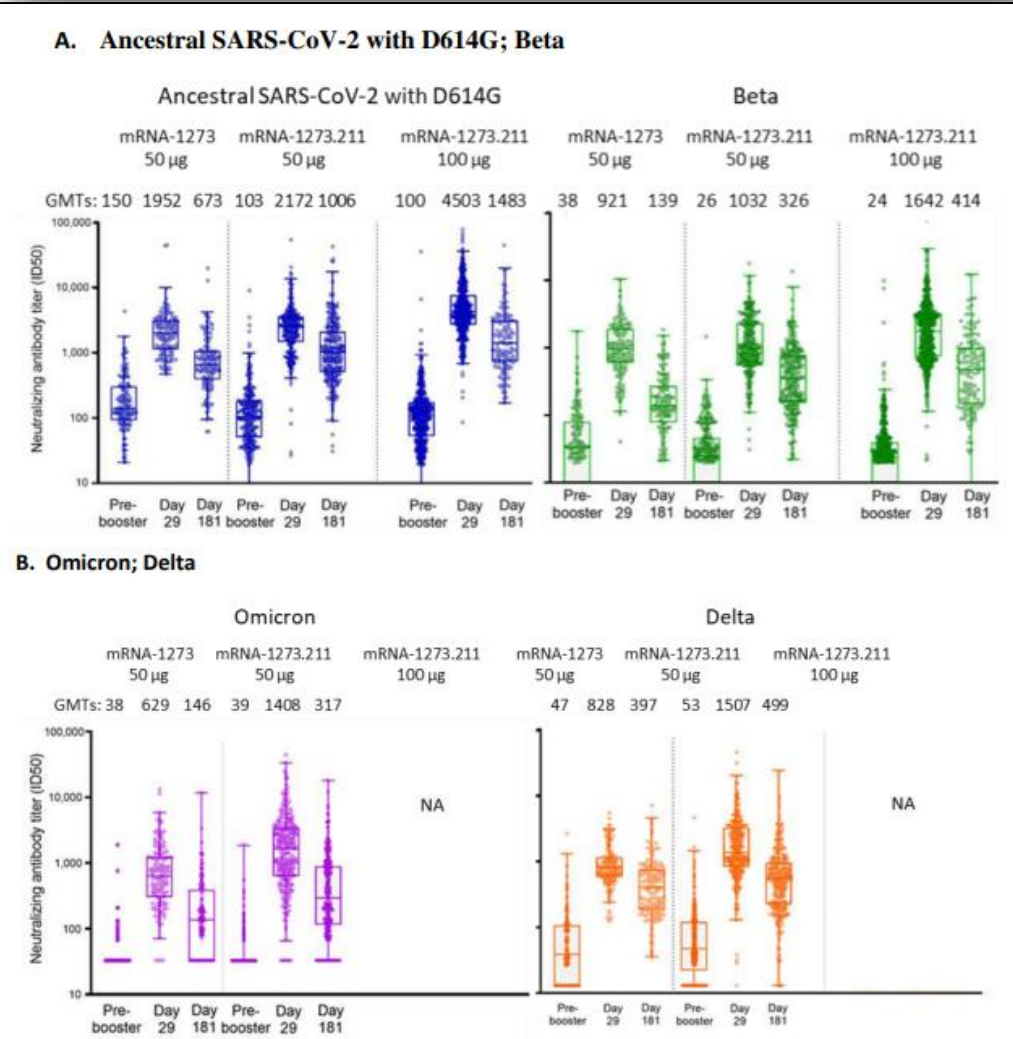 A. Ancestral SARS-CoV-2 with D614G; Beta
Ancestral SARS-CoV-2 with D614G
Beta
mRNA-1273 mRNA-1273.211 mRNA-1273.211 mRNA-1273 mRNA-1273.211 mRNA-1273.211
50 µg 50 µg 100 µg 50 µg 50 µg 100 µg
GMTs: 150 1952 673 103 2172 1006 100 4503 1483 38 921 139 26 1032 326 24 1642 414
Neutralizing antibody titer (ID50)
100,000
10,000
1,000
100
10
Pre- Day Day Pre- Day Day Pre- Day Day Pre- Day Day Pre- Day Day Pre- Day Day
booster 29 181 booster 29 181 booster 29 181 booster 29 181 booster 29 181 booster 29 181
B. Omicron; Delta
Omicron
Delta
mRNA-1273 mRNA-1273.211 mRNA-1273.211 mRNA-1273 mRNA-1273.211 mRNA-1273.211
50 µg 50 µg 100 µg 50 µg 50 µg 100 µg
GMTs: 38 629 146 39 1408 317 47 828 397 53 1507 499
Neutralizing antibody titer (ID50)
100,000
10,000
1,000
100
10
NA
NA
Pre- Day Day Pre- Day Day Pre- Day Day Pre- Day Day
booster 29 181 booster 29 181 booster 29 181 booster 29 181